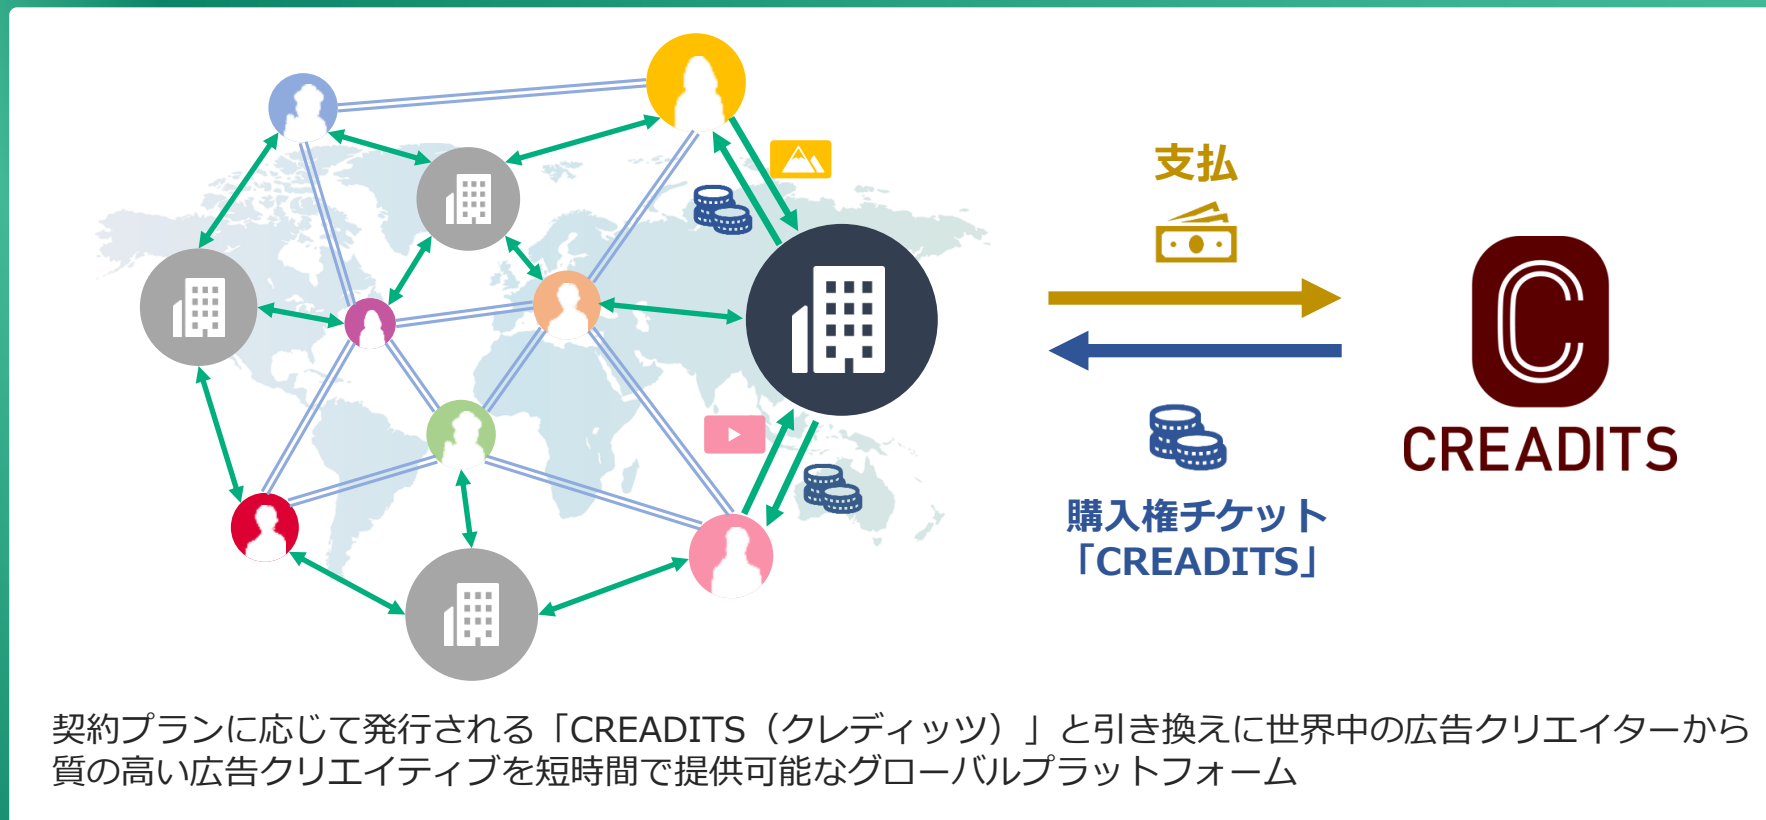 支払
CREADITS
購入権チケット
「CREADITS」
契約プランに応じて発行される「CREADITS（クレディッツ）」と引き換えに世界中の広告クリエイターから
質の高い広告クリエイティブを短時間で提供可能なグローバルプラットフォーム